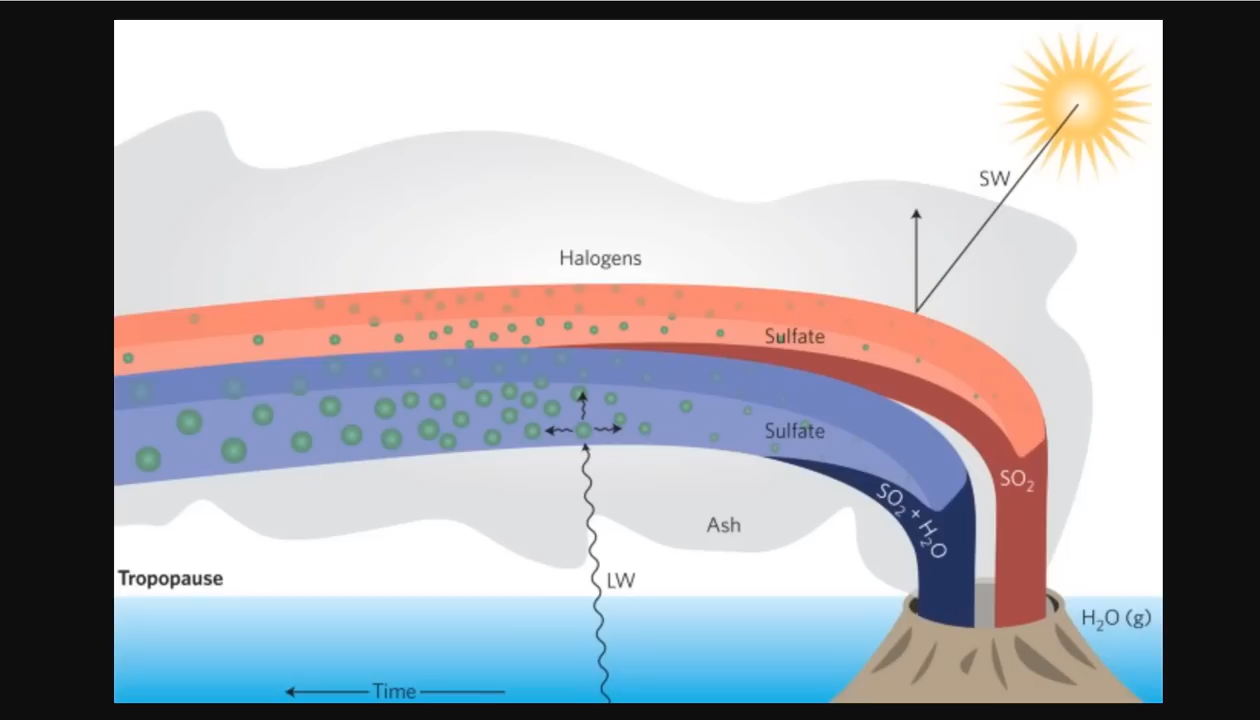 SW
Halogens
Sulfate
Sulfate
SO₂
SO₂ + H₂O
Ash
Tropopause
LW
H₂O (g)
Time